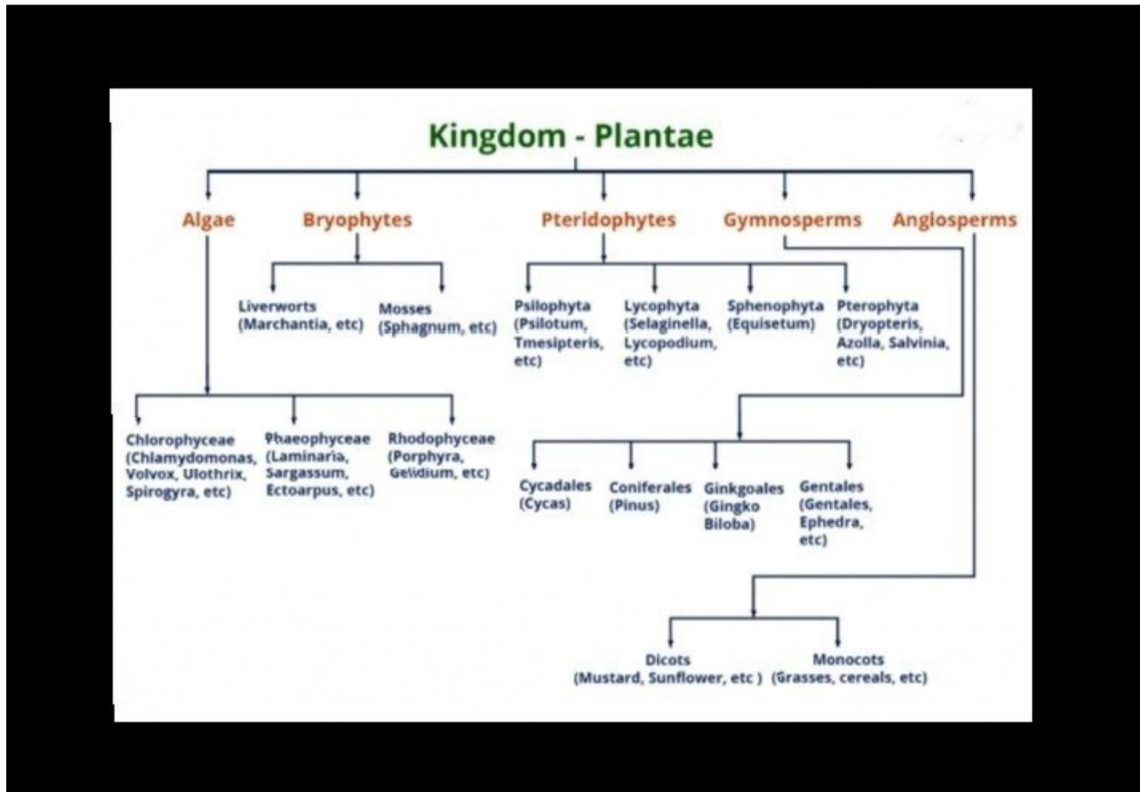 Kingdom - Plantae
Algae
Bryophytes
Pteridophytes
Gymnosperms
Angiosperms
Liverworts
(Marchantia, etc)
Mosses
(Sphagnum, etc)
Psilophyta
(Psilotum,
Tmesipteris,
etc)
Lycophyta
(Selaginella,
Lycopodium,
etc)
Sphenophyta
(Equisetum)
Pterophyta
(Dryopteris,
Azolla, Salvinia,
etc)
Chlorophyceae
(Chlamydomonas,
Volvox, Ulothrix,
Spirogyra, etc)
Phaeophyceae
(Laminaria,
Sargassum,
Ectoarpus, etc)
Rhodophyceae
(Porphyra,
Gelidium, etc)
Cycadales
(Cycas)
Coniferales
(Pinus)
Ginkgoales
(Gingko
Biloba)
Gentales
(Gentales,
Ephedra,
etc)
Dicots
(Mustard, Sunflower, etc )
Monocots
(Grasses, cereals, etc)